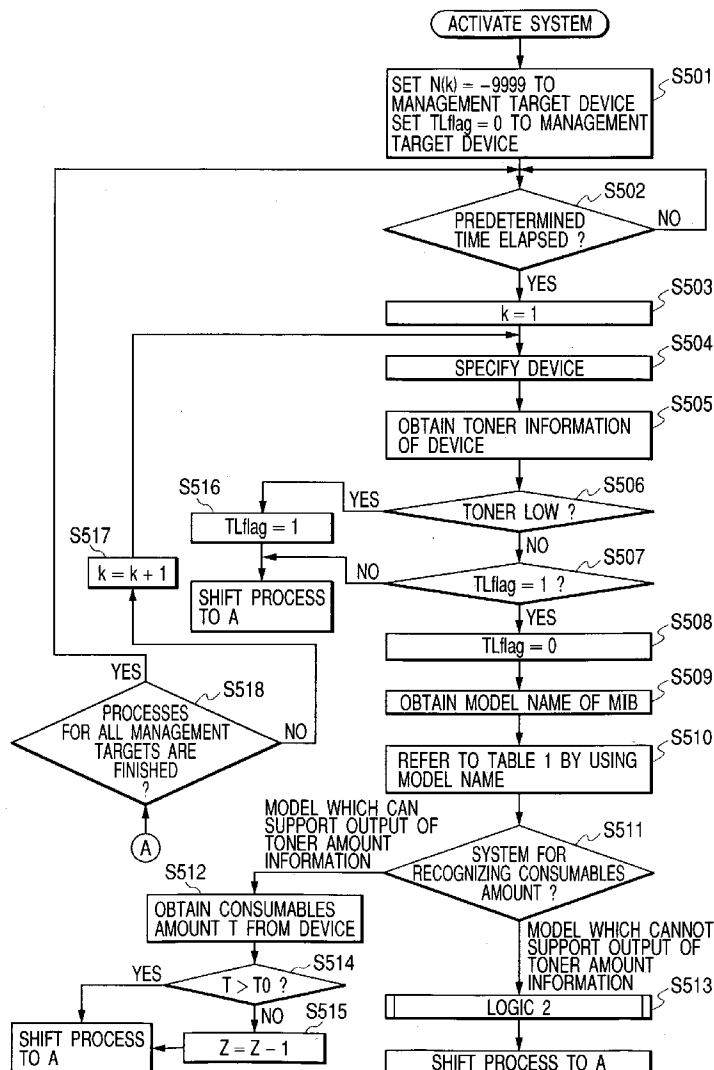 ACTIVATE SYSTEM
S501
SET N(k) = -9999 TO
MANAGEMENT TARGET DEVICE
SET TLflag = 0 TO MANAGEMENT
TARGET DEVICE
S502
PREDETERMINED
TIME ELAPSED ?
NO
YES
S503
k = 1
S504
SPECIFY DEVICE
S505
OBTAIN TONER INFORMATION
OF DEVICE
S506
TONER LOW ?
YES
NO
S516
TLflag = 1
SHIFT PROCESS
TO A
S517
k = k + 1
S507
TLflag = 1 ?
NO
YES
S508
TLflag = 0
S509
OBTAIN MODEL NAME OF MIB
S510
REFER TO TABLE 1 BY USING
MODEL NAME
YES
S518
PROCESSES
FOR ALL MANAGEMENT
TARGETS ARE
FINISHED
?
NO
A
S511
SYSTEM FOR
RECOGNIZING CONSUMABLES
AMOUNT ?
MODEL WHICH CAN
SUPPORT OUTPUT OF
TONER AMOUNT
INFORMATION
S512
OBTAIN CONSUMABLES
AMOUNT T FROM DEVICE
S514
T > T0 ?
YES
NO
S515
Z = Z - 1
SHIFT PROCESS
TO A
MODEL WHICH CANNOT
SUPPORT OUTPUT OF
TONER AMOUNT
INFORMATION
S513
LOGIC 2
SHIFT PROCESS TO A